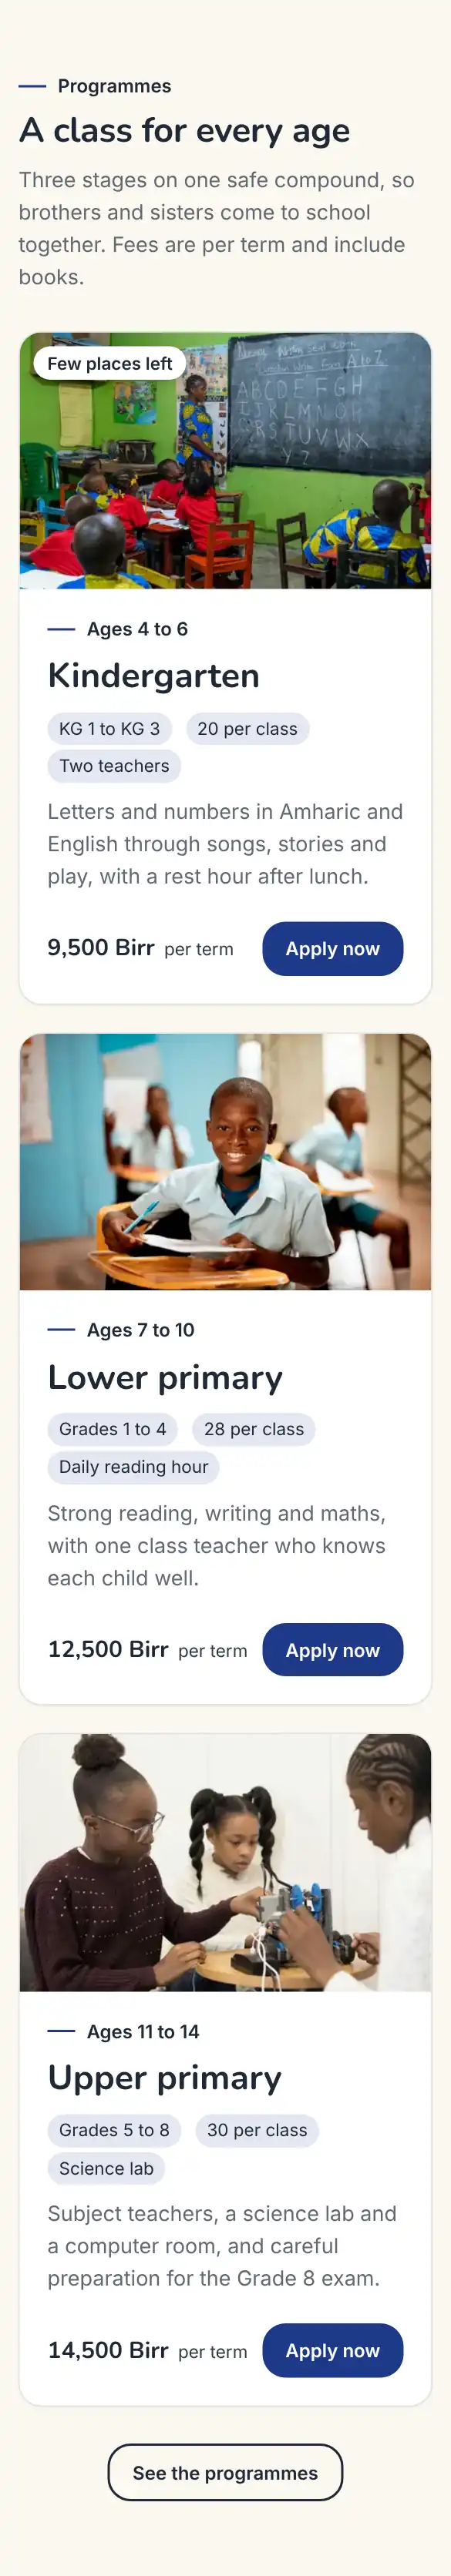 Programmes
A class for every age
Three stages on one safe compound, so
brothers and sisters come to school
together. Fees are per term and include
books.
Few places left
A to Z
A B C D E F G H
I J K L M N O P
Q R S T U V W X
Y Z
Ages 4 to 6
Kindergarten
KG 1 to KG 3
20 per class
Two teachers
Letters and numbers in Amharic and
English through songs, stories and
play, with a rest hour after lunch.
9,500 Birr per term
Apply now
Ages 7 to 10
Lower primary
Grades 1 to 4
28 per class
Daily reading hour
Strong reading, writing and maths,
with one class teacher who knows
each child well.
12,500 Birr per term
Apply now
Ages 11 to 14
Upper primary
Grades 5 to 8
30 per class
Science lab
Subject teachers, a science lab and
a computer room, and careful
preparation for the Grade 8 exam.
14,500 Birr per term
Apply now
See the programmes